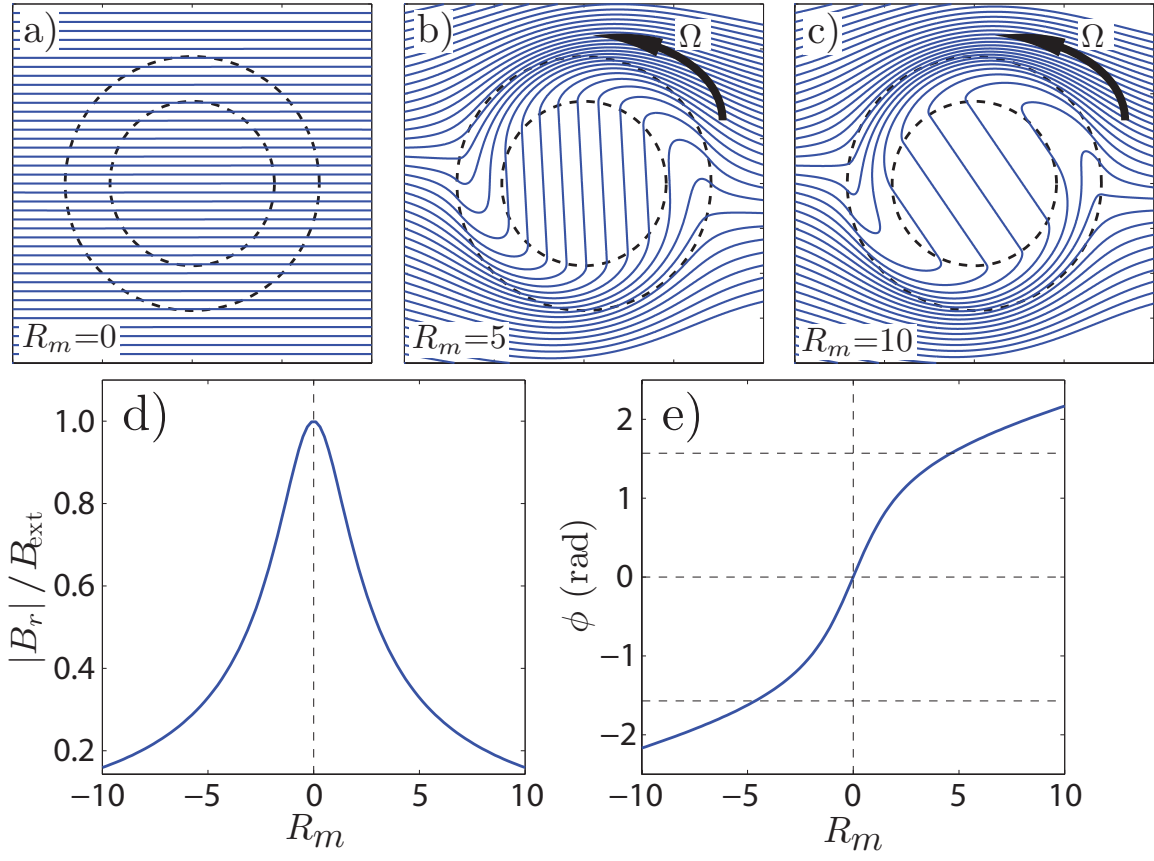 a)
R_m=0
b)
Ω
R_m=5
c)
Ω
R_m=10
d)
|B_r| / B_ext
1.0
0.8
0.6
0.4
0.2
−10
−5
0
5
10
R_m
e)
ϕ (rad)
2
1
0
−1
−2
−10
−5
0
5
10
R_m